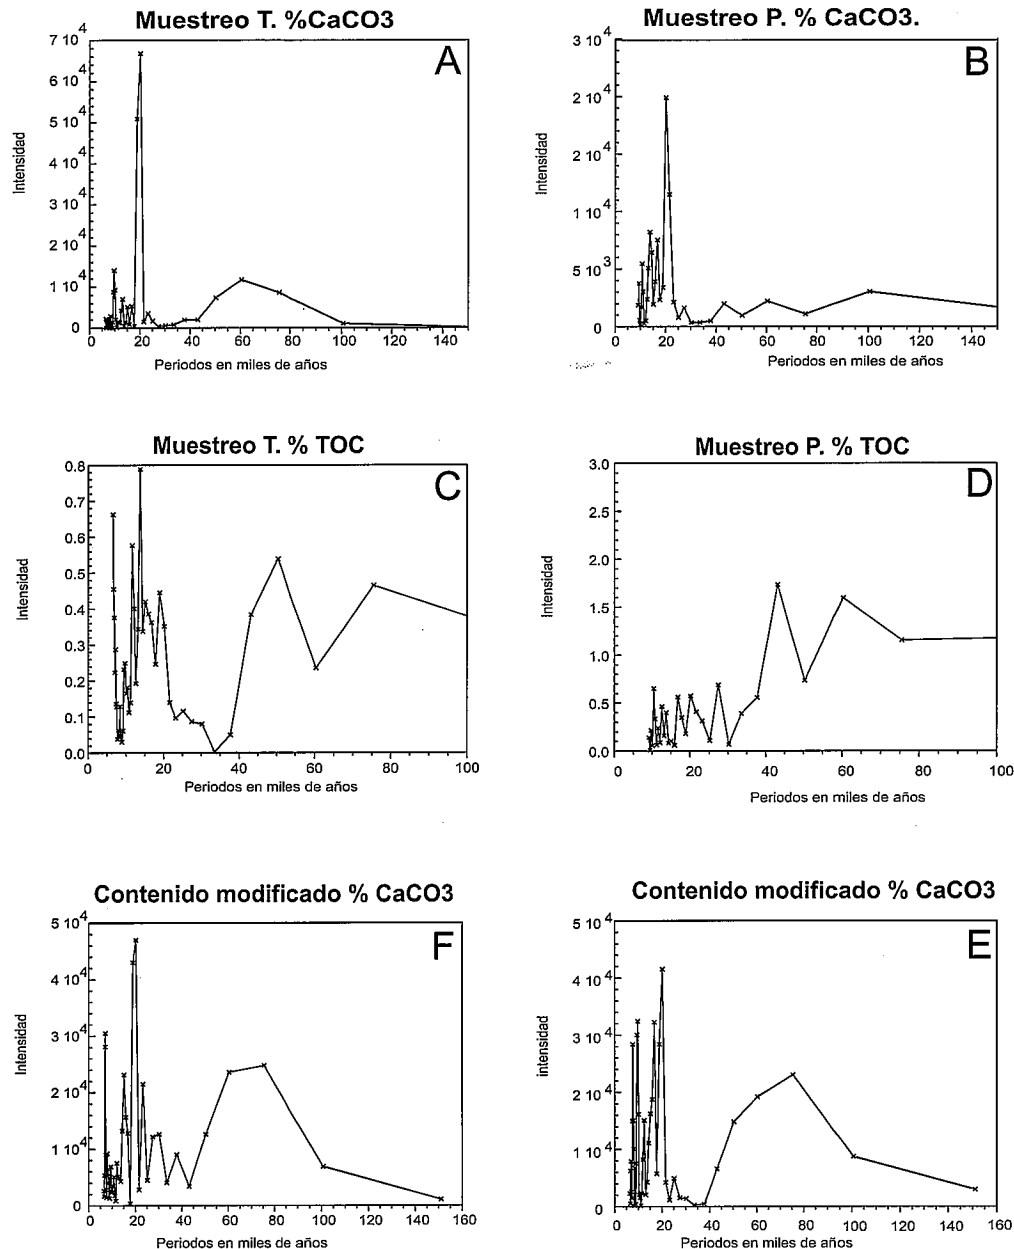 Muestreo T. %CaCO3
A
7 10 4
6 10 4
5 10 4
4 10 4
3 10 4
2 10 4
1 10 4
0
Intensidad
0 20 40 60 80 100 120 140
Periodos en miles de años
Muestreo P. % CaCO3.
B
3 10 4
2 10 4
2 10 4
1 10 4
5 10 3
0
Intensidad
0 20 40 60 80 100 120 140
Periodos en miles de años
Muestreo T. % TOC
C
0.8
0.7
0.6
0.5
0.4
0.3
0.2
0.1
0.0
Intensidad
0 20 40 60 80 100
Periodos en miles de años
Muestreo P. % TOC
D
3.0
2.5
2.0
1.5
1.0
0.5
0.0
Intensidad
0 20 40 60 80 100
Periodos en miles de años
Contenido modificado % CaCO3
F
5 10 4
4 10 4
3 10 4
2 10 4
1 10 4
0
Intensidad
0 20 40 60 80 100 120 140 160
Periodos en miles de años
Contenido modificado % CaCO3
E
5 10 4
4 10 4
3 10 4
2 10 4
1 10 4
0
intensidad
0 20 40 60 80 100 120 140 160
Periodos en miles de años